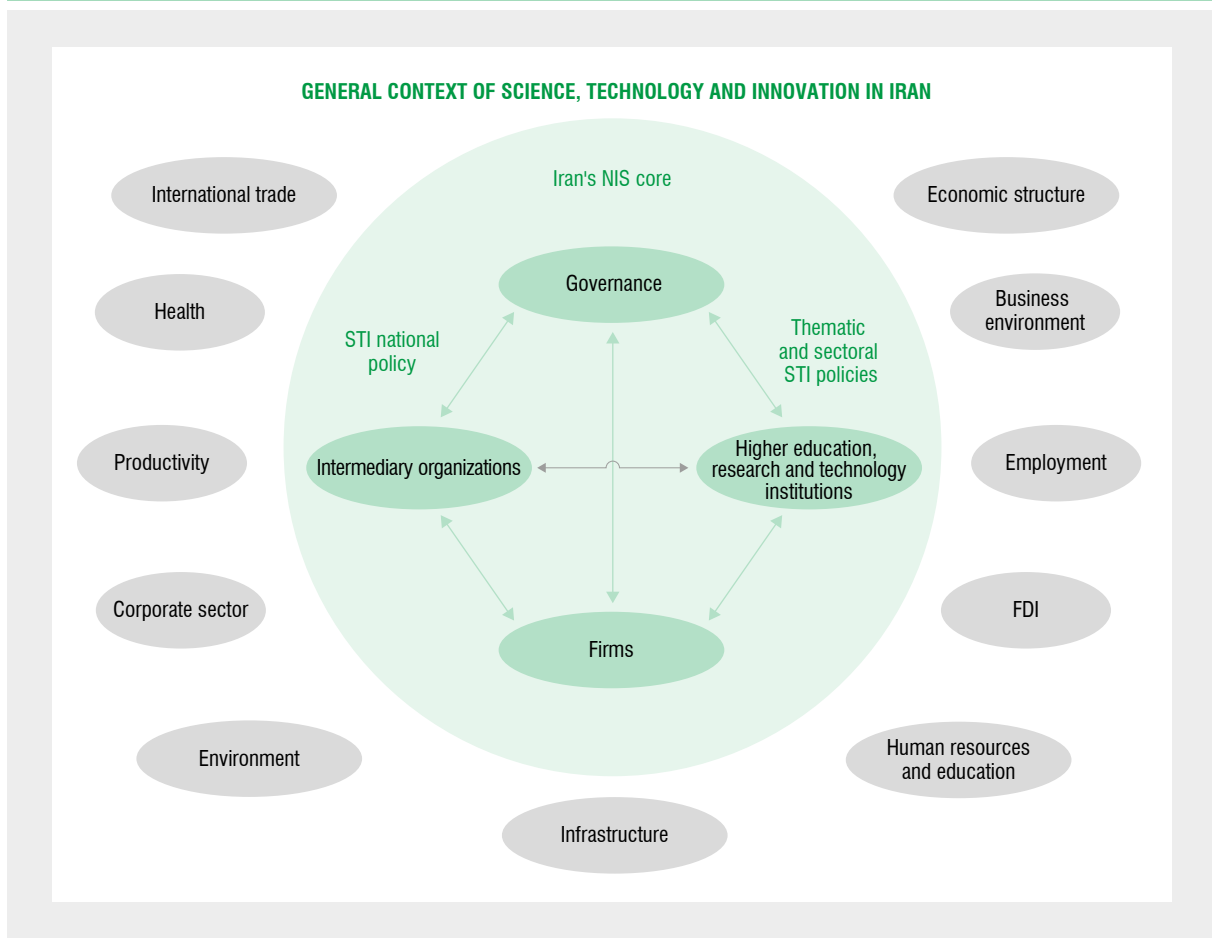 GENERAL CONTEXT OF SCIENCE, TECHNOLOGY AND INNOVATION IN IRAN
Iran's NIS core
International trade
Economic structure
Governance
Health
Business
environment
STI national
policy
Thematic
and sectoral
STI policies
Productivity
Intermediary organizations
Higher education,
research and technology
institutions
Employment
Corporate sector
FDI
Firms
Environment
Human resources
and education
Infrastructure